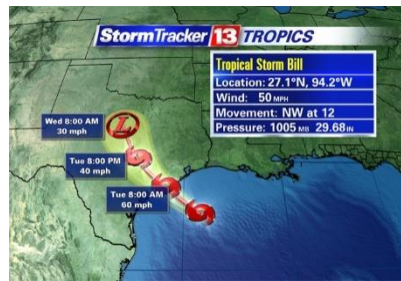 StormTracker 13 TROPICS
Tropical Storm Bill
Location: 27.1°N, 94.2°W
Wind: 50 MPH
Movement: NW at 12
Pressure: 1005 MB 29.68 IN
Wed 8:00 AM
30 mph
L
Tue 8:00 PM
40 mph
Tue 8:00 AM
60 mph